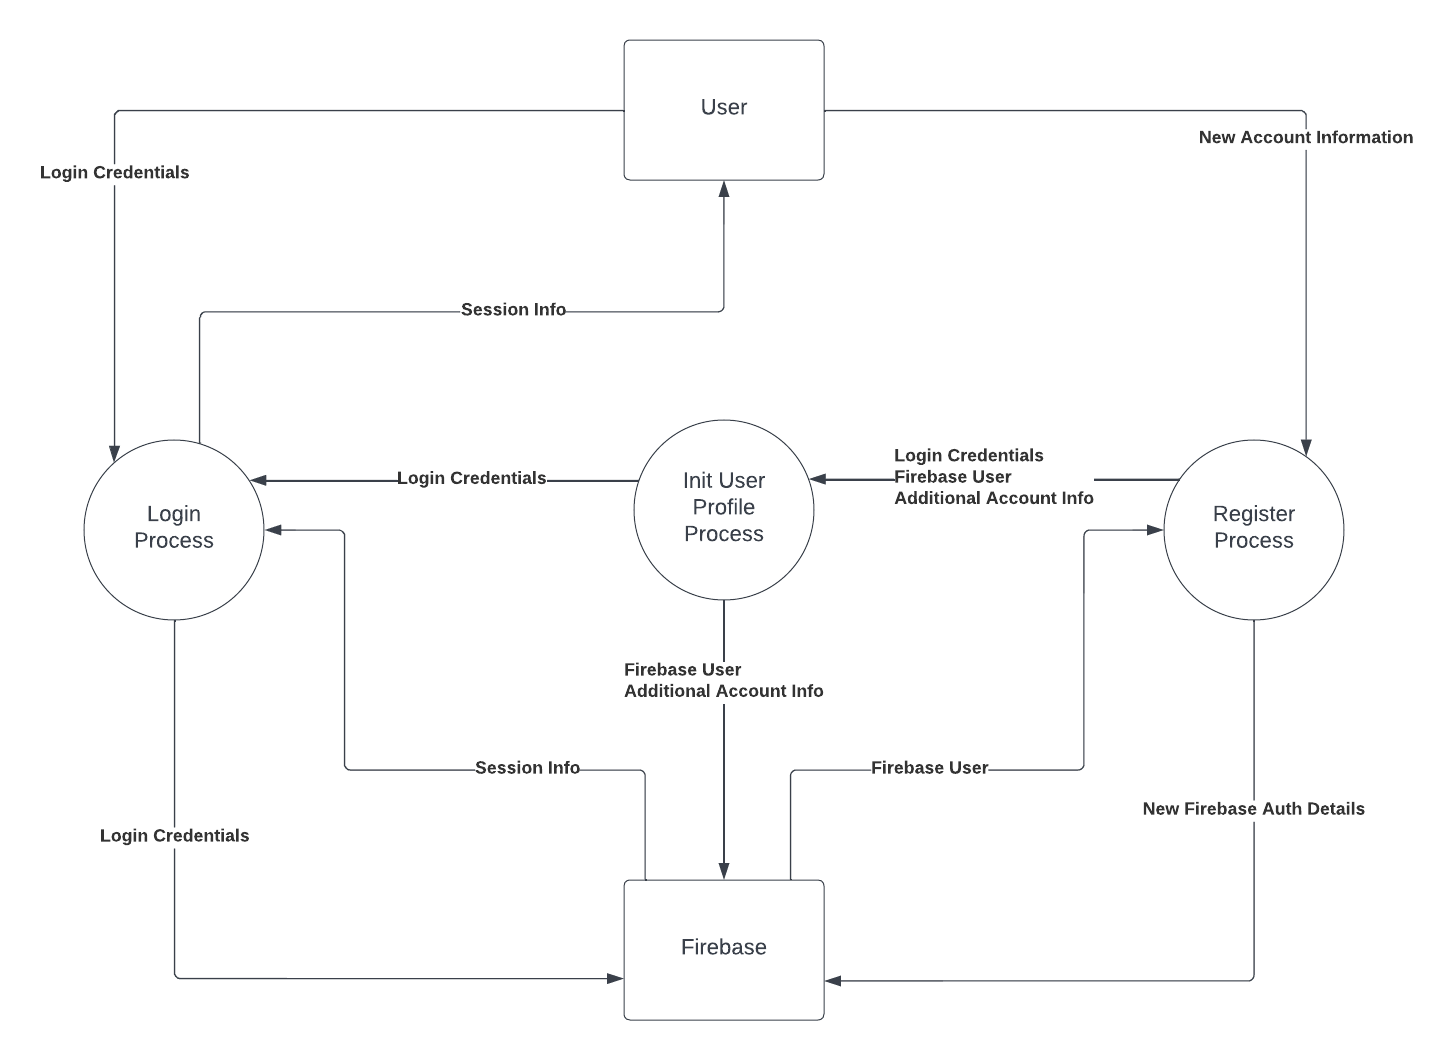 User
New Account Information
Login Credentials
Session Info
Login Credentials
Init User
Profile
Process
Login Credentials
Firebase User
Additional Account Info
Login
Process
Register
Process
Firebase User
Additional Account Info
Session Info
Firebase User
New Firebase Auth Details
Login Credentials
Firebase